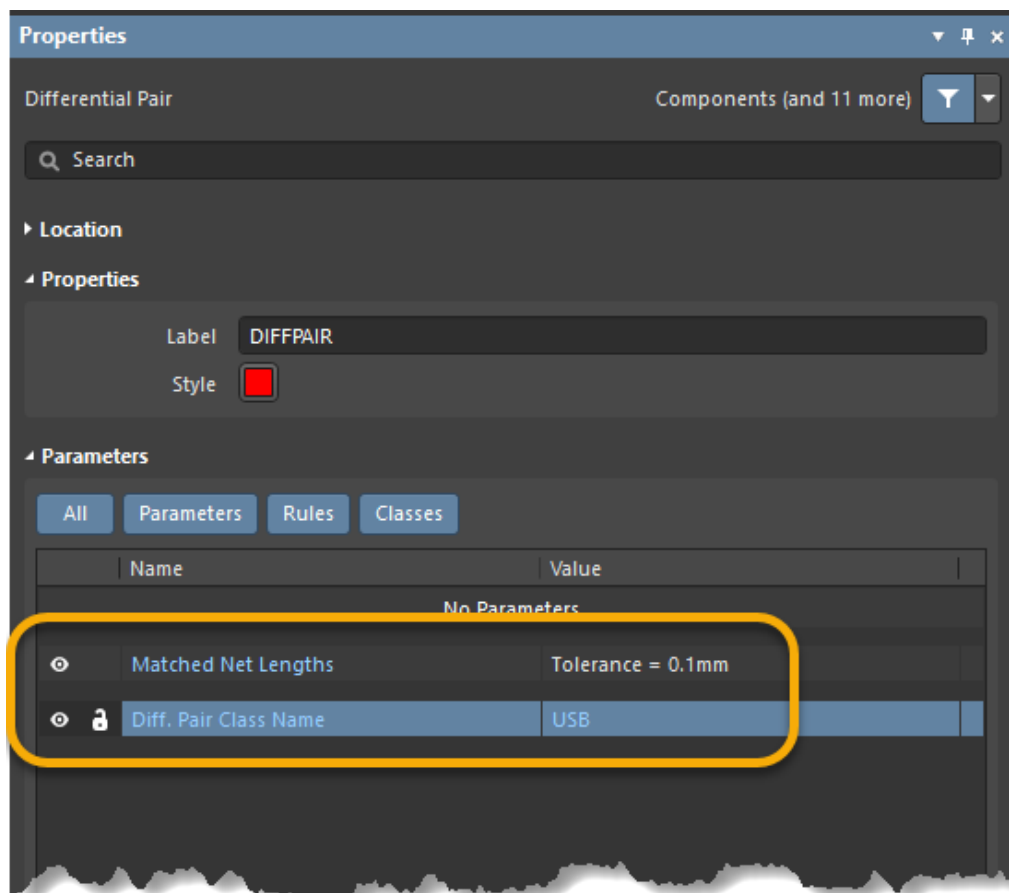 Properties
Differential Pair Components (and 11 more)
Search
Location
Properties
Label DIFFPAIR
Style
Parameters
All Parameters Rules Classes
Name Value
No Parameters
Matched Net Lengths Tolerance = 0.1mm
Diff. Pair Class Name USB